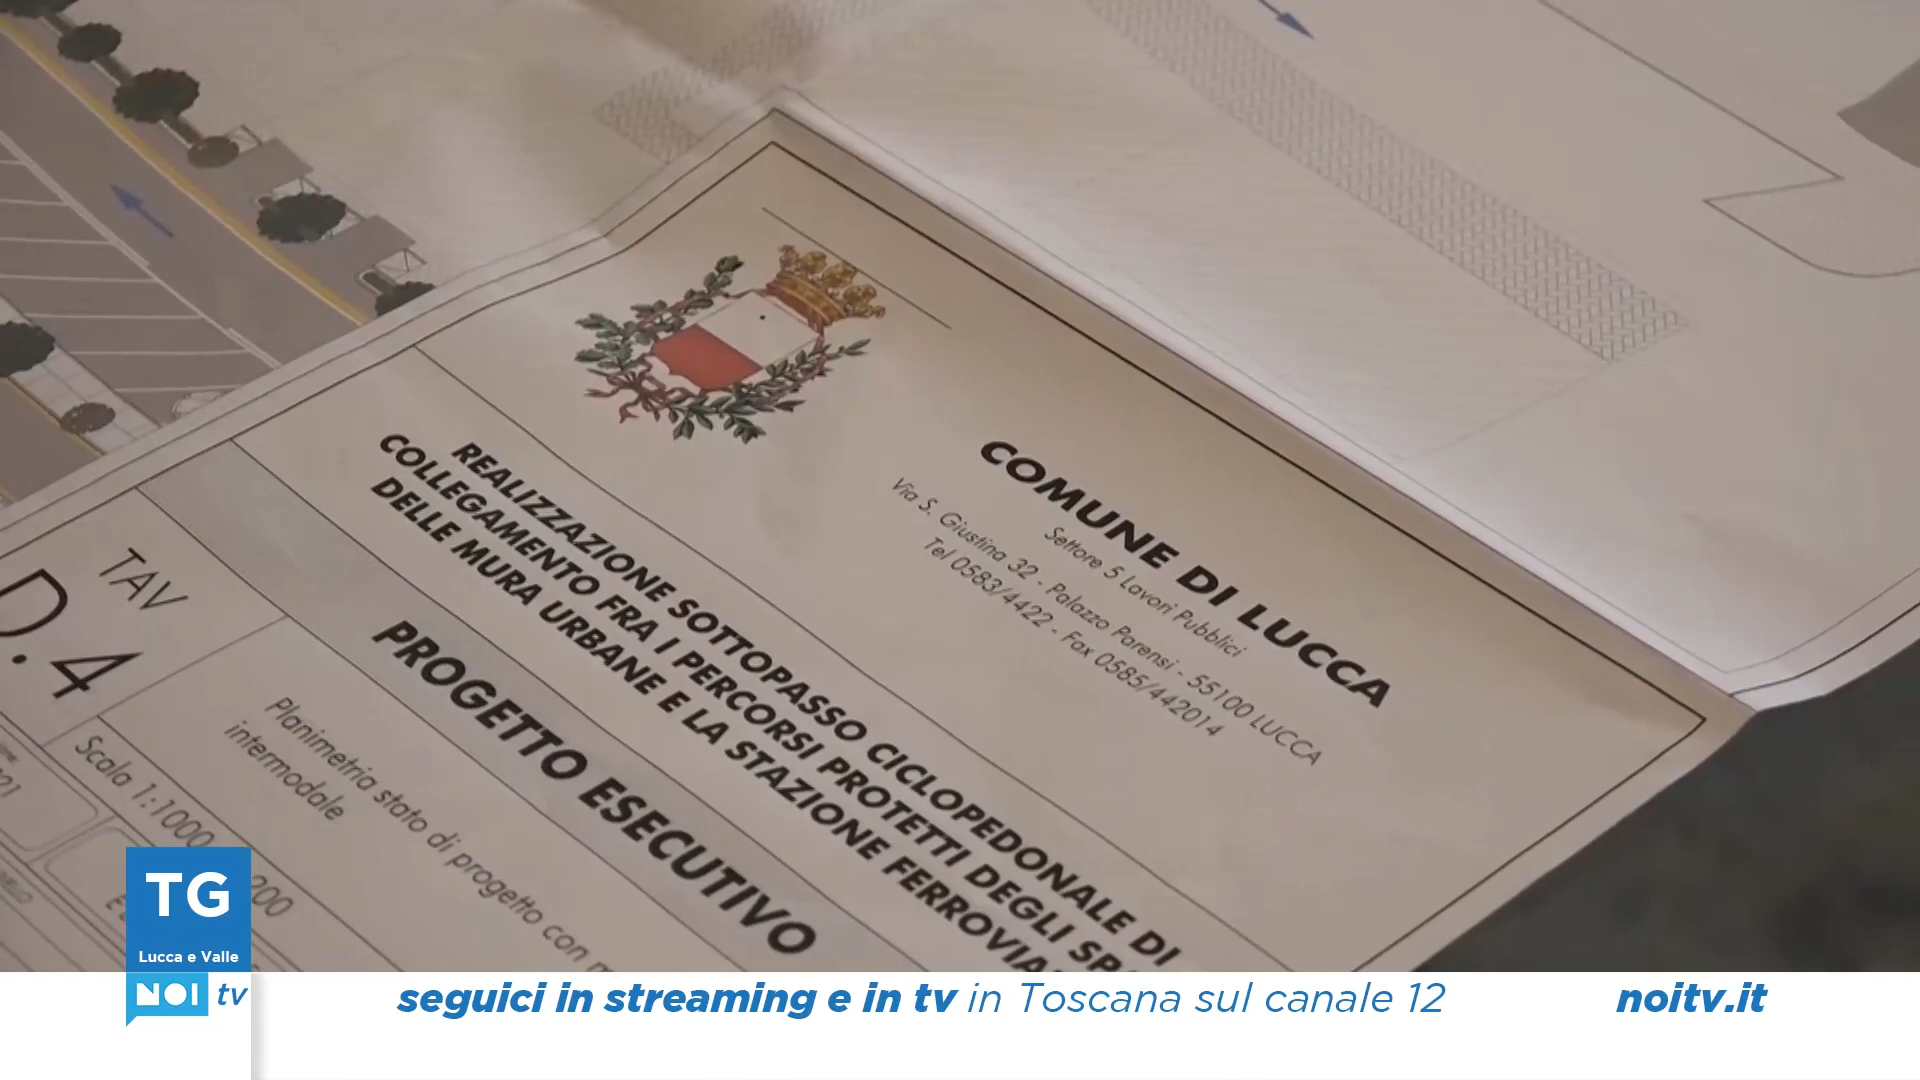 COMUNE DI LUCCA
Settore 5 Lavori Pubblici
Via S. Giustina 32 - Palazzo Parensi - 55100 LUCCA
Tel 0583/4422 - Fax 0585/442014
REALIZZAZIONE SOTTOPASSO CICLOPEDONALE DI
COLLEGAMENTO FRA I PERCORSI PROTETTI DEGLI
DELLE MURA URBANE E LA STAZIONE
PROGETTO ESECUTIVO
TAV
D.4
Planimetria stato di progetto con
intermodale
Scala 1:1000
200
TG
Lucca e Valle
NOI tv
seguici in streaming e in tv in Toscana sul canale 12
noitv.it